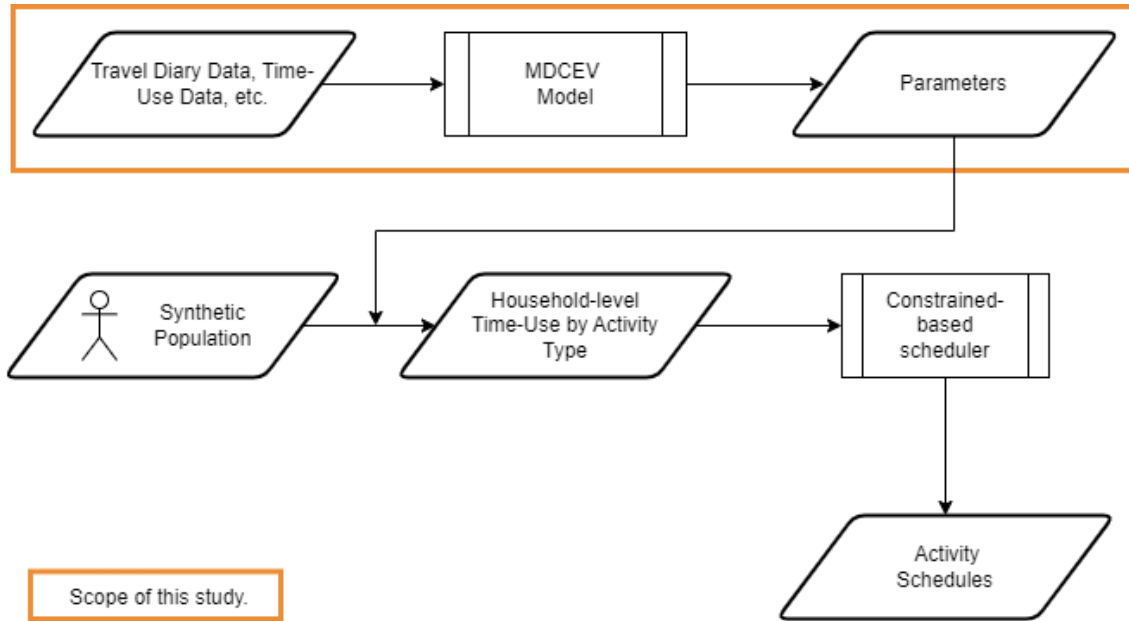 Travel Diary Data, Time-
Use Data, etc.
MDCEV
Model
Parameters
Synthetic
Population
Household-level
Time-Use by Activity
Type
Constrained-
based
scheduler
Activity
Schedules
Scope of this study.